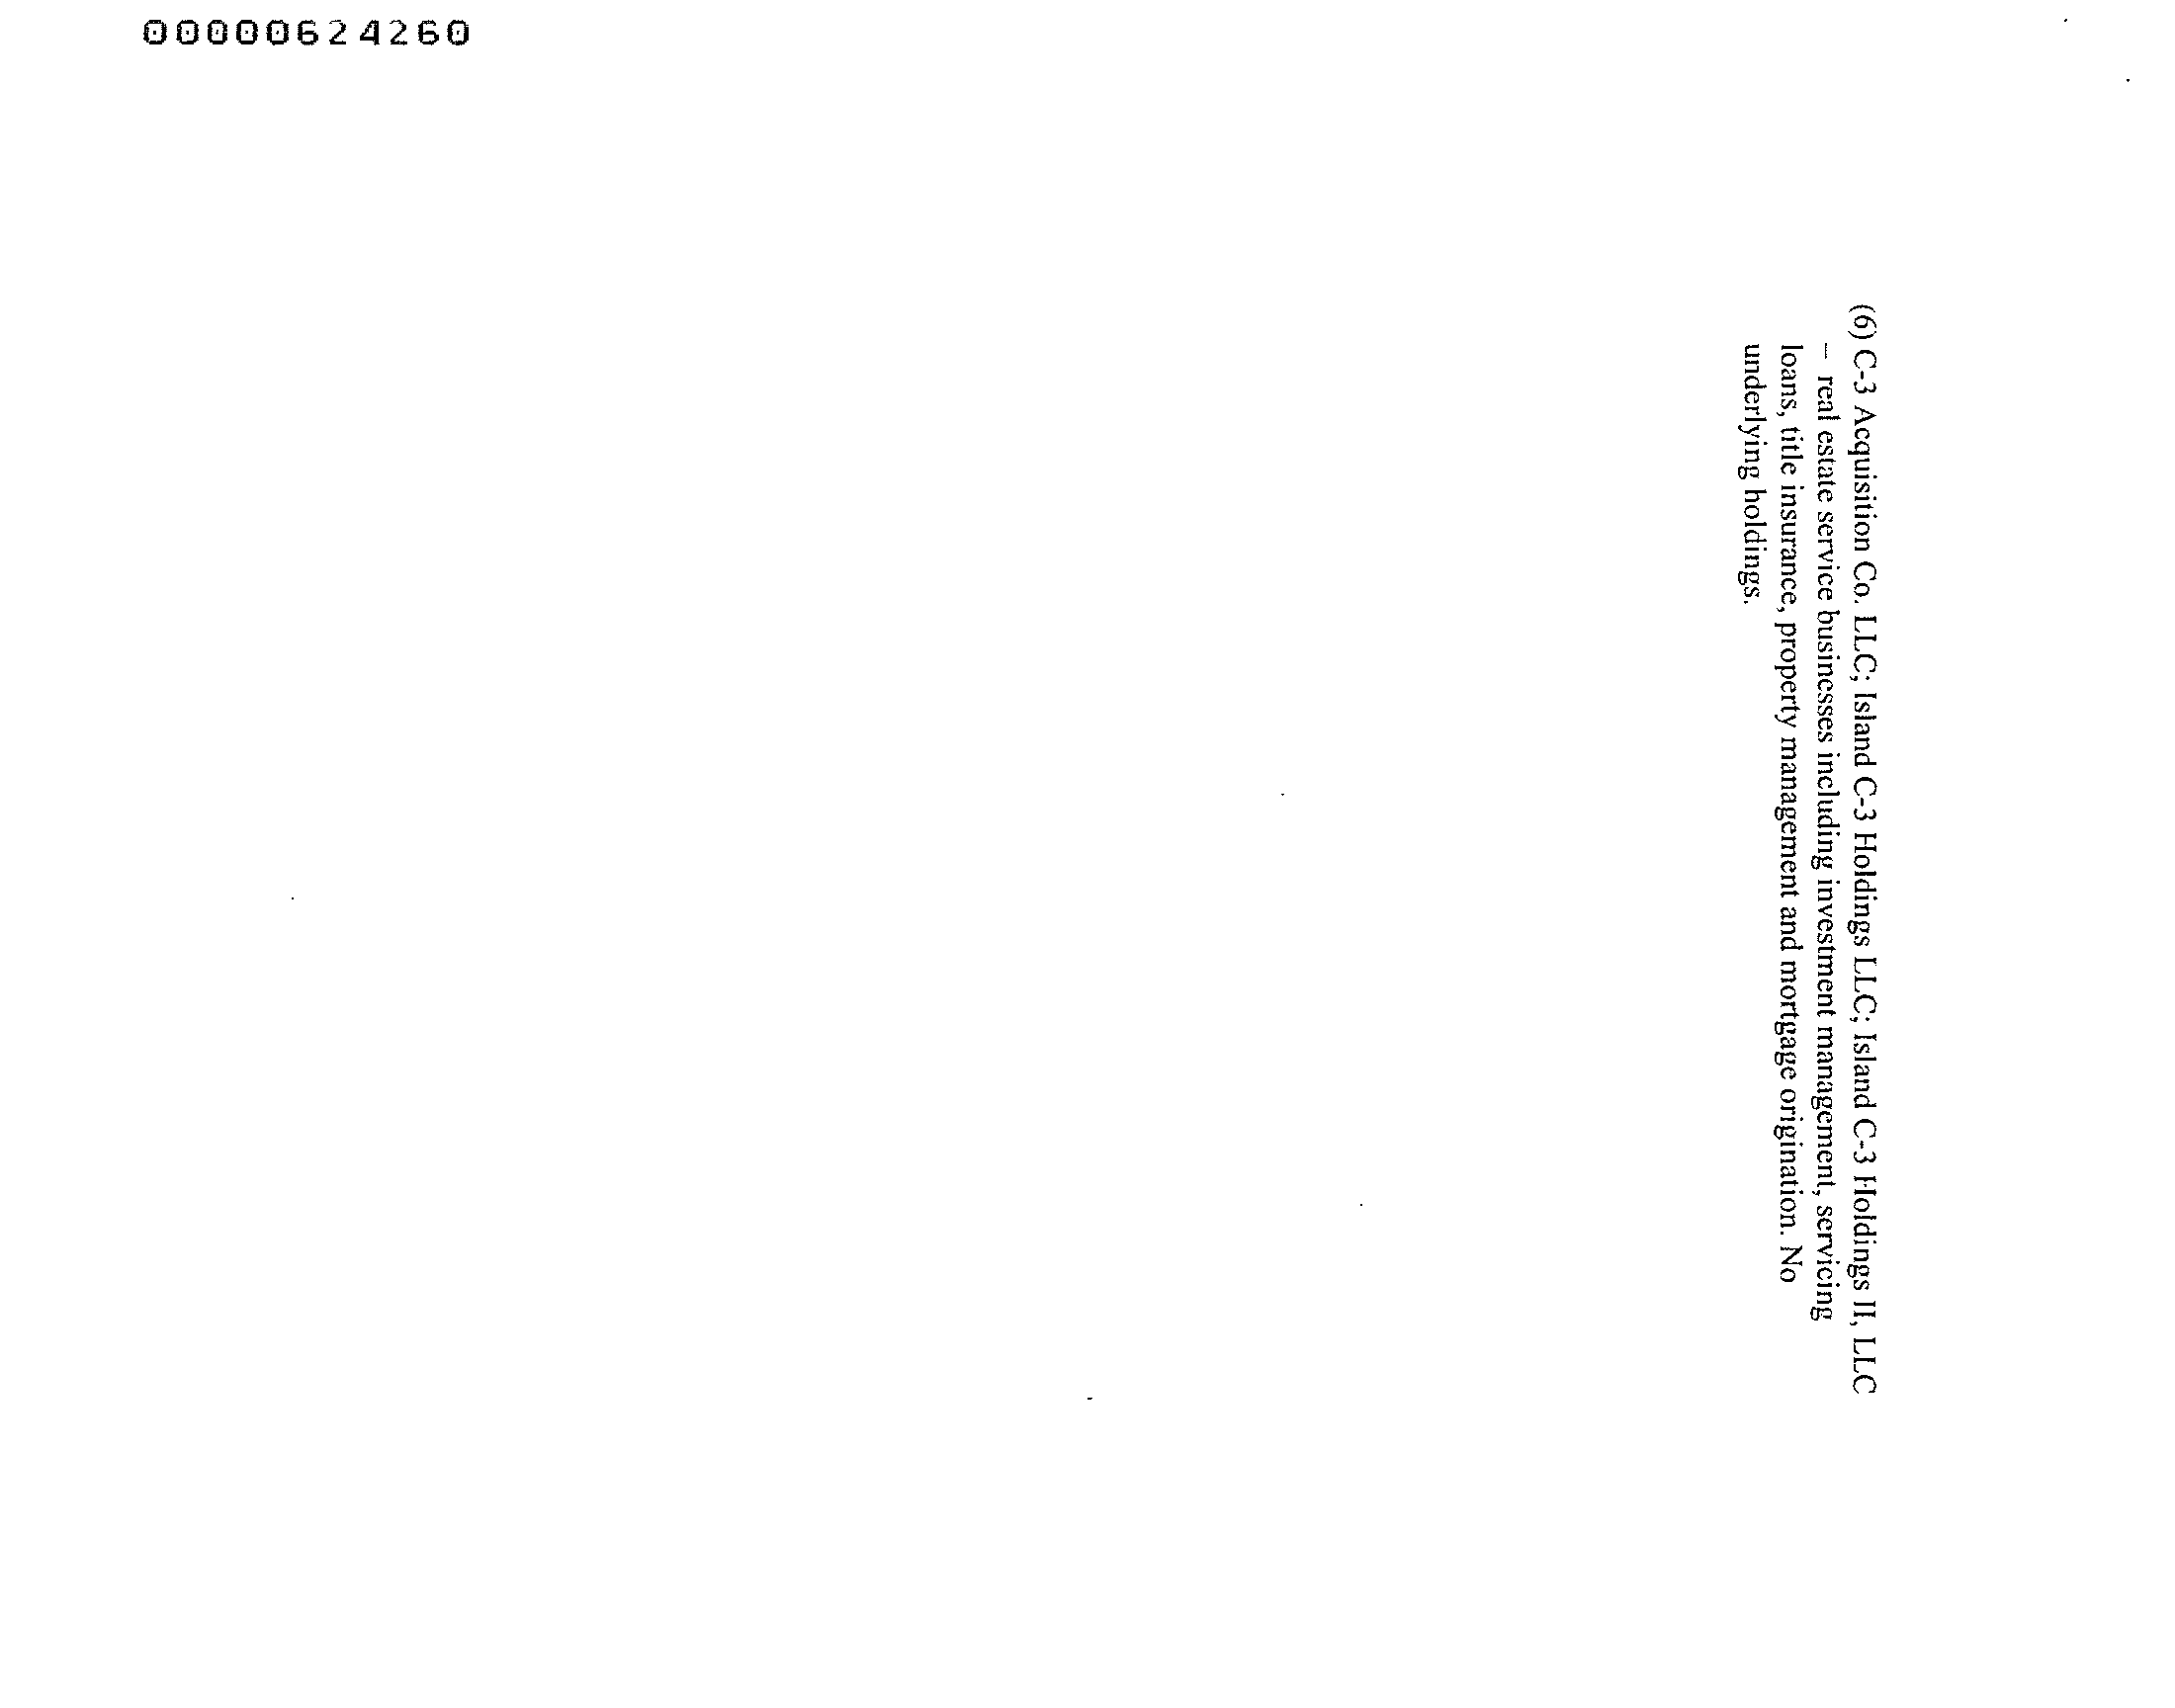 00000624260
(6) C-3 Acquisition Co. LLC; Island C-3 Holdings LLC; Island C-3 Holdings II, LLC
– real estate service businesses including investment management, servicing
loans, title insurance, property management and mortgage origination. No
underlying holdings.